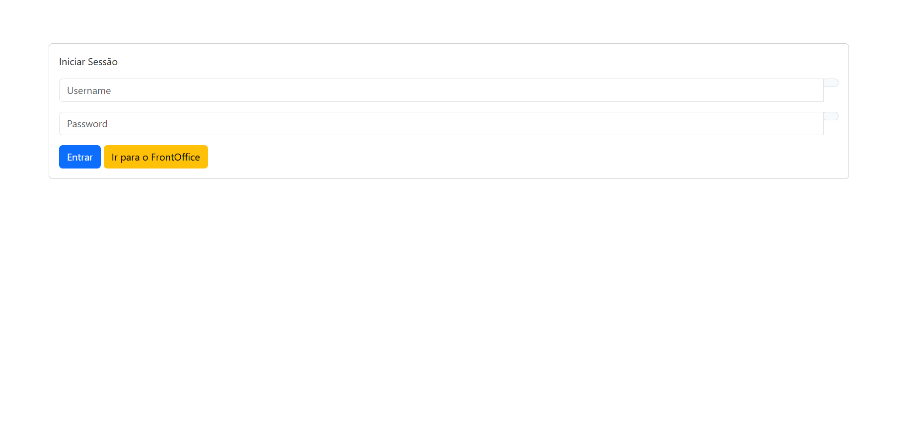 Iniciar Sessão
Username
Password
Entrar Ir para o FrontOffice